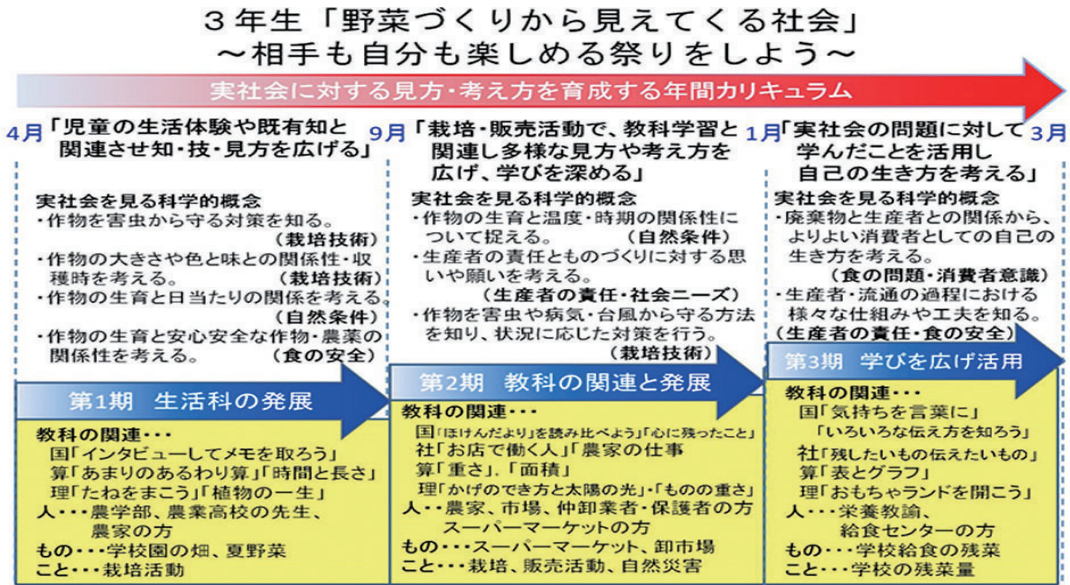 3年生「野菜づくりから見えてくる社会」
~相手も自分も楽しめる祭りをしよう~
実社会に対する見方・考え方を育成する年間カリキュラム
4月「児童の生活体験や既有知と
関連させ知・技・見方を広げる」
実社会を見る科学的概念
・作物を害虫から守る対策を知る。
(栽培技術)
・作物の大きさや色と味との関係性・収
穫時を考える。 (栽培技術)
・作物の生育と日当たりの関係を考える。
(自然条件)
・作物の生育と安心安全な作物・農薬の
関係性を考える。 (食の安全)
第1期 生活科の発展
教科の関連・・・
国「インタビューしてメモを取ろう」
算「あまりのあるわり算」「時間と長さ」
理「たねをまこう」「植物の一生」
人・・・農学部、農業高校の先生、
農家の方
もの・・・学校園の畑、夏野菜
こと・・・栽培活動
9月「栽培・販売活動で、教科学習と
関連し多様な見方や考え方を
広げ、学びを深める」
実社会を見る科学的概念
・作物の生育と温度・時期の関係性に
ついて捉える。 (自然条件)
・生産者の責任とものづくりに対する思
いや願いを考える。
(生産者の責任・社会ニーズ)
・作物を害虫や病気・台風から守る方法
を知り、状況に応じた対策を行う。
(栽培技術)
第2期 教科の関連と発展
教科の関連・・・
国「「ほけんだより」を読み比べよう」「心に残ったこと」
社「お店で働く人」「農家の仕事
算「重さ」.「面積」
理「かげのでき方と太陽の光」・「ものの重さ」
人・・農家、市場、仲卸業者・保護者の方
スーパーマーケットの方
もの・・・スーパーマーケット、卸市場
こと・・・栽培、販売活動、自然災害
1月「実社会の問題に対して 3月
学んだことを活用し
自己の生き方を考える」
実社会を見る科学的概念
・廃棄物と生産者との関係から、
よりよい消費者としての自己の
生き方を考える。
(食の問題・消費者意識)
・生産者・流通の過程における
様々な仕組みや工夫を知る。
(生産者の責任・食の安全)
第3期 学びを広げ活用
教科の関連・・・
国「気持ちを言葉に」
「いろいろな伝え方を知ろう」
社「残したいもの伝えたいもの」
算「表とグラフ」
理「おもちゃランドを開こう」
人・・・栄養教諭、
給食センターの方
もの・・・学校給食の残菜
こと・・・学校の残菜量